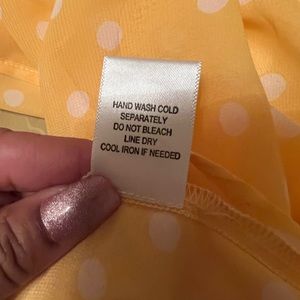 HAND WASH COLD
SEPARATELY
DO NOT BLEACH
LINE DRY
COOL IRON IF NEEDED